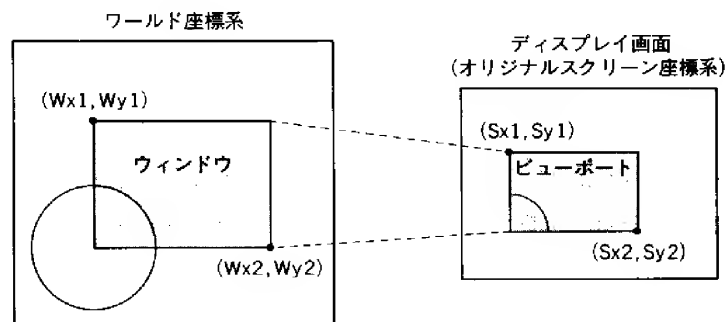 ワールド座標系
ディスプレイ画面
(オリジナルスクリーン座標系)
(Wx1,Wy1)
(Sx1,Sy1)
ウィンドウ
ビューポート
(Wx2,Wy2)
(Sx2,Sy2)